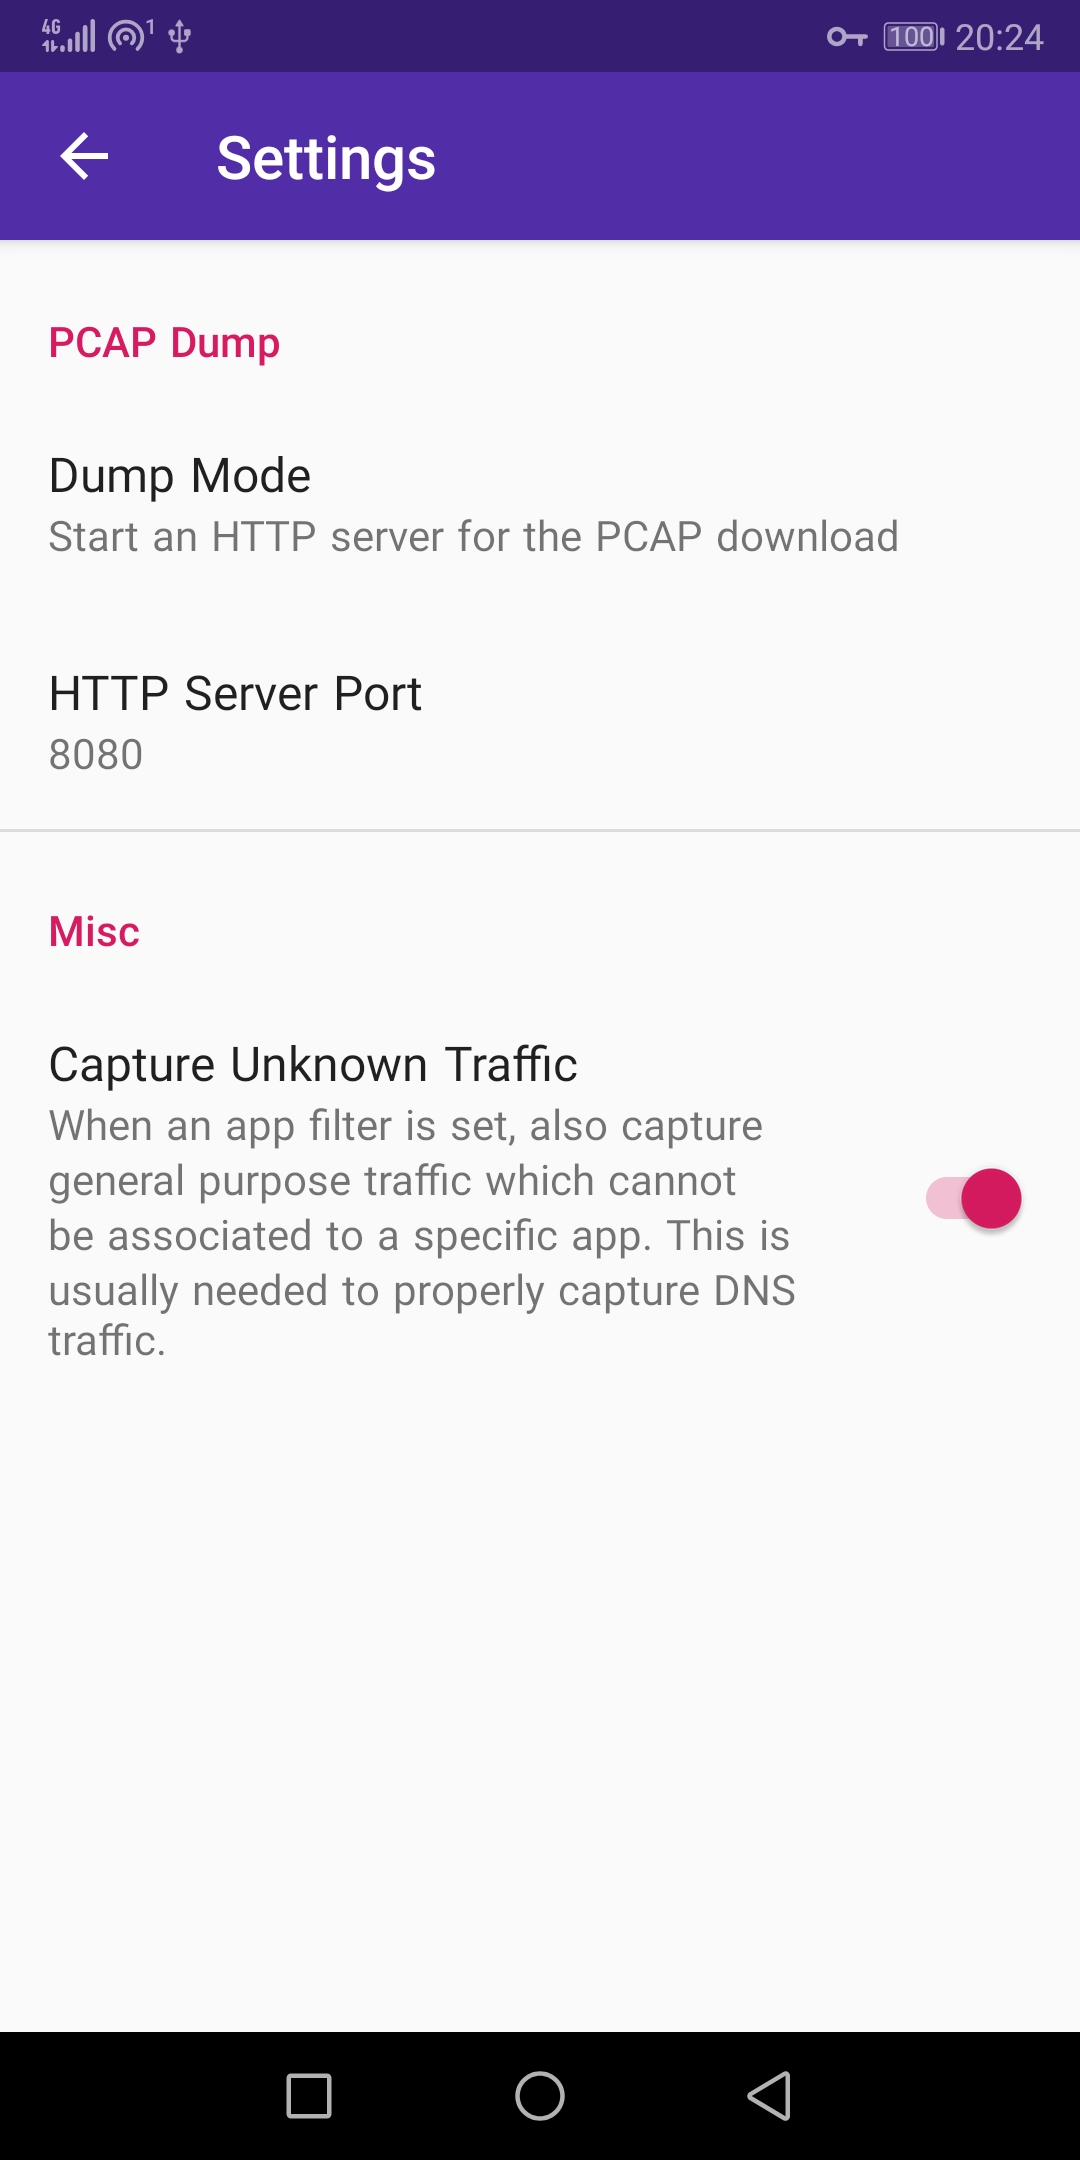 4G 1 100 20:24
Settings
PCAP Dump
Dump Mode
Start an HTTP server for the PCAP download
HTTP Server Port
8080
Misc
Capture Unknown Traffic
When an app filter is set, also capture
general purpose traffic which cannot
be associated to a specific app. This is
usually needed to properly capture DNS
traffic.